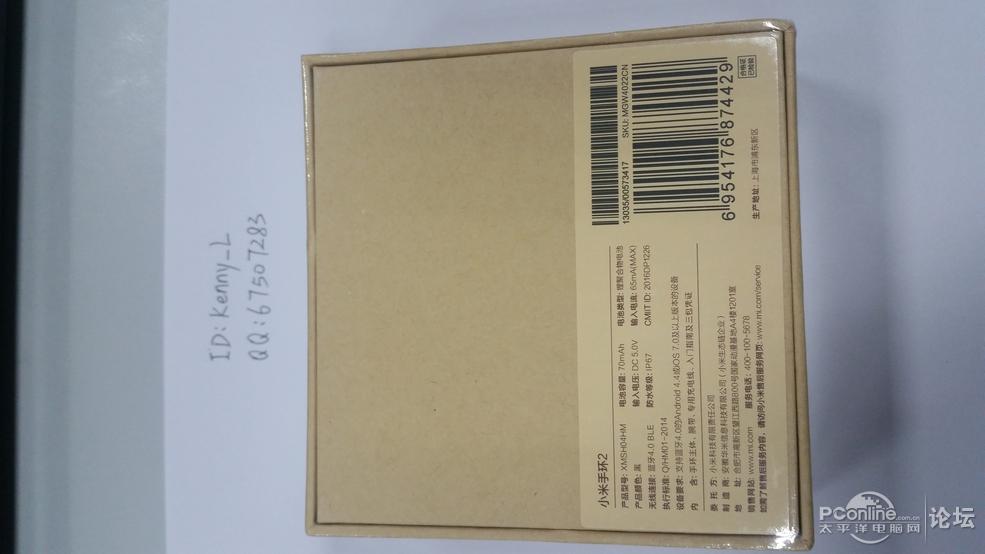 ID: Kenny_L
QQ: 67507283
小米手环2
产品型号: XMSH04HM 电池容量: 70mAh 电池类型: 锂聚合物电池
产品颜色: 黑 输入电压: DC 5.0V 输入电流: 65mA(MAX)
无线连接: 蓝牙4.0 BLE 防水等级: IP67 CMIIT ID: 2016DP1226
执行标准: Q/HM01-2014
设备要求: 支持蓝牙4.0的Android 4.4或iOS 7.0及以上版本的设备
内 含: 手环主体、腕带、专用充电线、入门指南及三包凭证
委 托 方: 小米科技有限责任公司
制 造 商: 安徽华米信息科技有限公司 (小米生态链企业)
地 址: 合肥市高新区望江西路800号国家动漫基地A4楼1201室
销售网站: www.mi.com 服务电话: 400-100-5678
如需了解售后服务内容, 请访问小米售后服务网页: www.mi.com/service
13035/00573417 SKU: MGW4022CN
6954176874429
合格证
已检验
生产地址: 上海市浦东新区
PConline.com.cn
太平洋电脑网 论坛